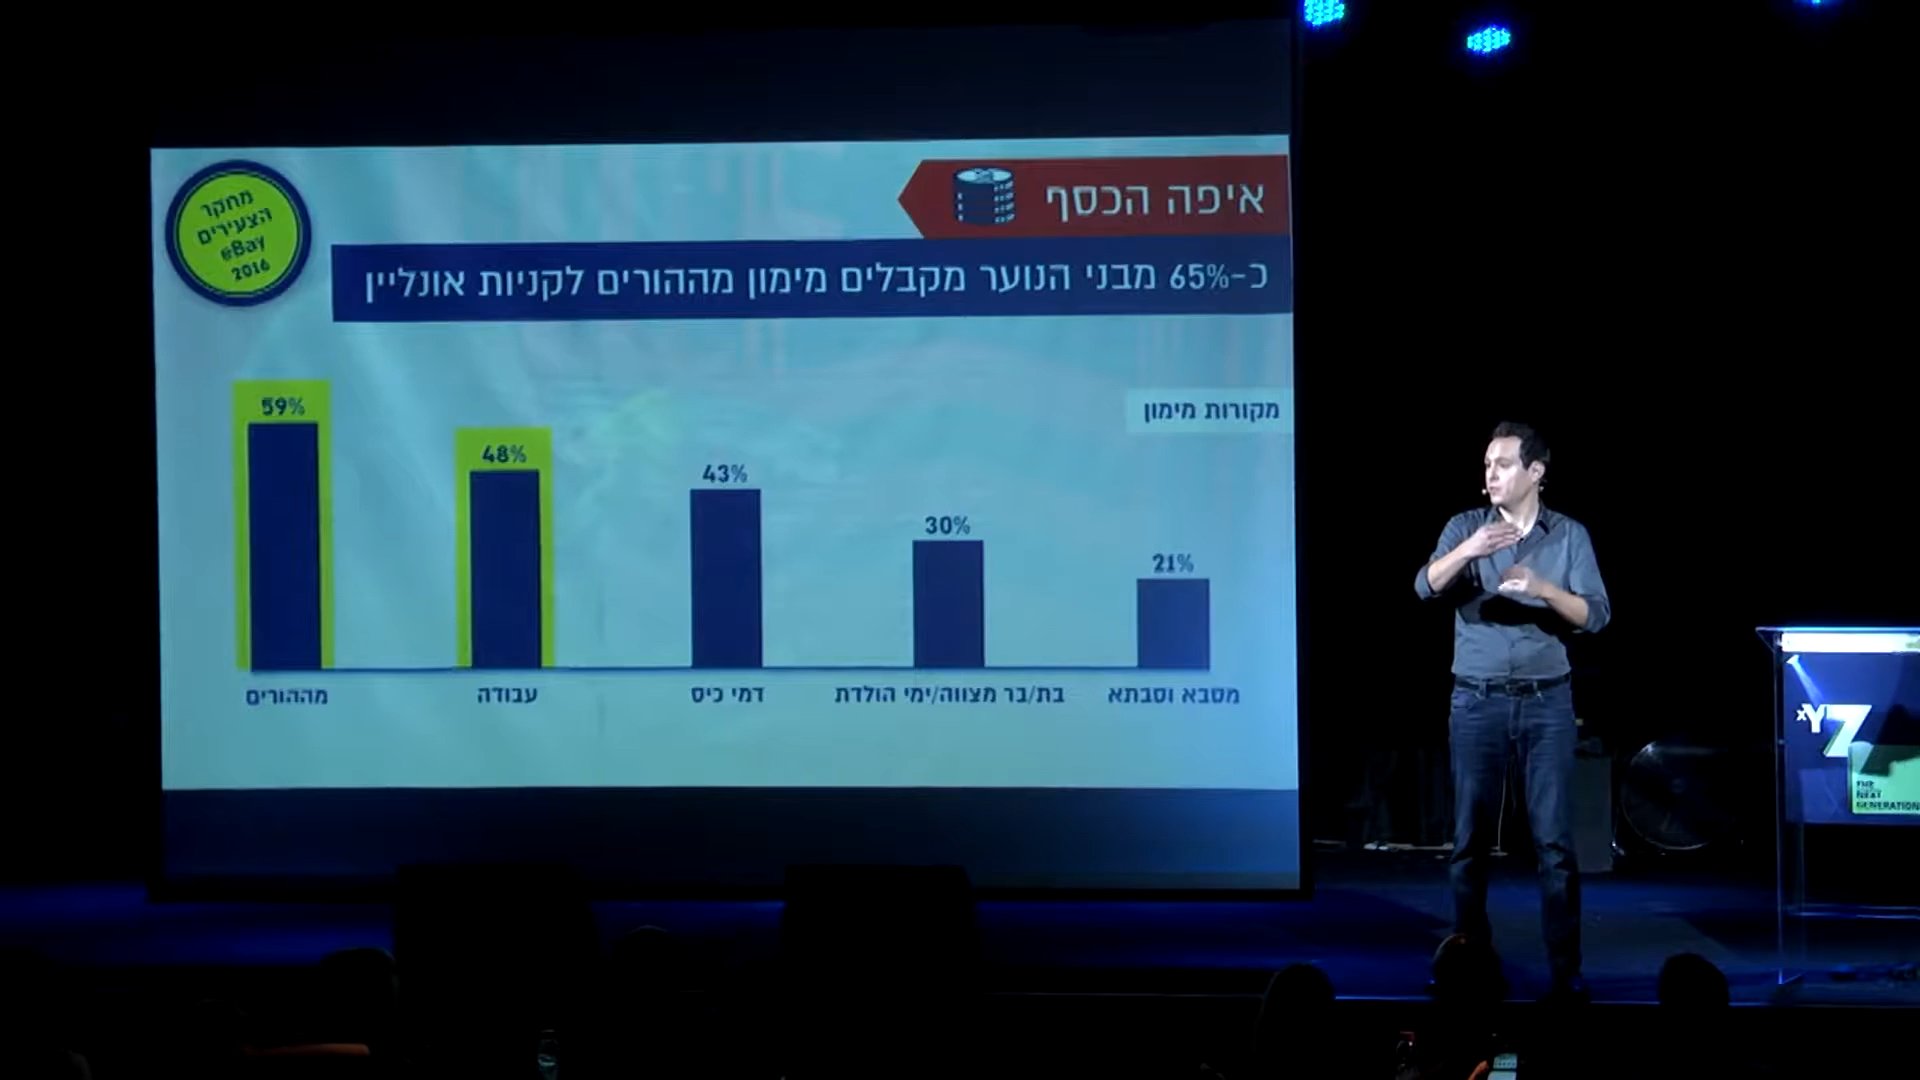 איפה הכסף
כ-65% מבני הנוער מקבלים מימון מההורים לקניות אונליין
מחקר
הצעירים
eBay
2016
מקורות מימון
59%
48%
43%
30%
21%
מההורים
עבודה
דמי כיס
בת/בר מצווה/ימי הולדת
מסבא וסבתא
XYZ
THE
NEXT
GENERATION